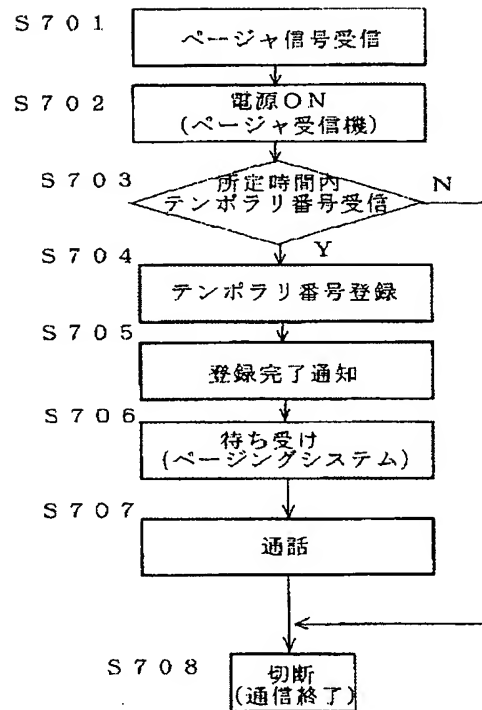 S701
ページャ信号受信
S702
電源ON
(ページャ受信機)
S703
所定時間内
テンポラリ番号受信
N
Y
S704
テンポラリ番号登録
S705
登録完了通知
S706
待ち受け
(ページングシステム)
S707
通話
S708
切断
(通信終了)